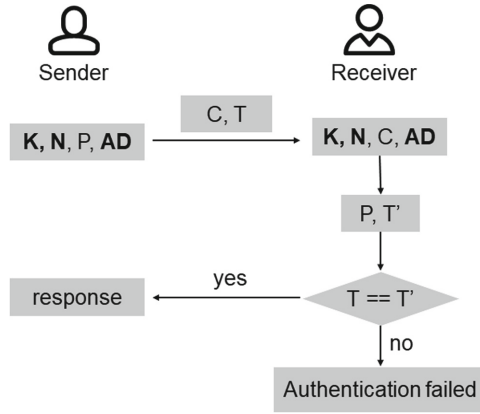 Sender
Receiver
C, T
K, N, P, AD
K, N, C, AD
P, T’
yes
response
T == T’
no
Authentication failed